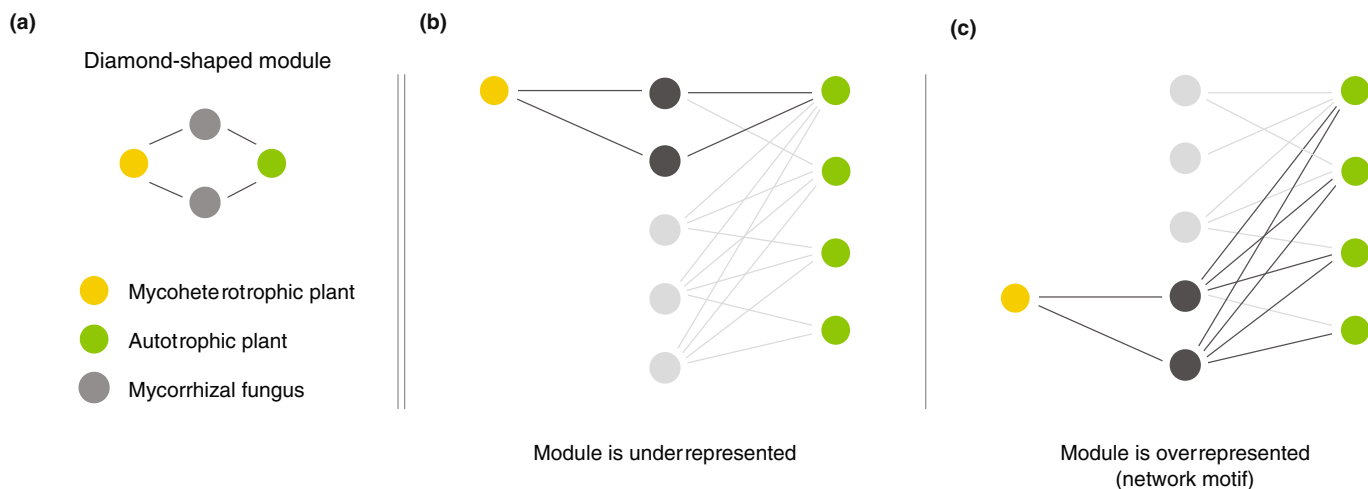 (a)
Diamond-shaped module
Mycoheterotrophic plant
Autotrophic plant
Mycorrhizal fungus
(b)
Module is underrepresented
(c)
Module is overrepresented
(network motif)